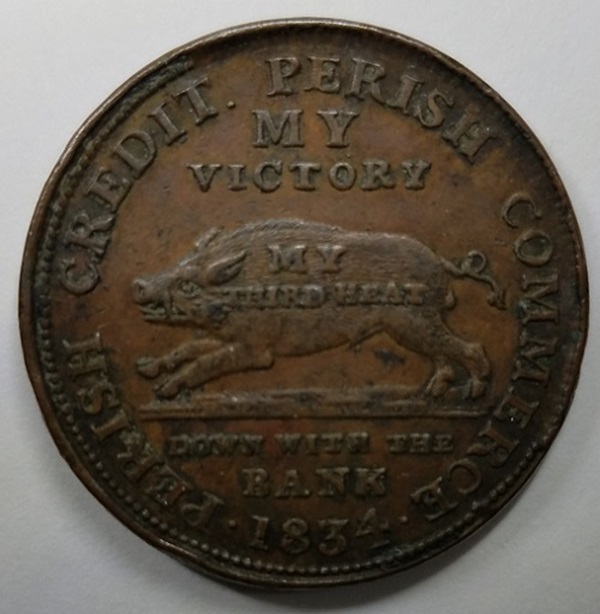 PERISH CREDIT. PERISH COMMERCE
MY
VICTORY
MY
THIRD HEAT
DOWN WITH THE
BANK
· 1834 ·